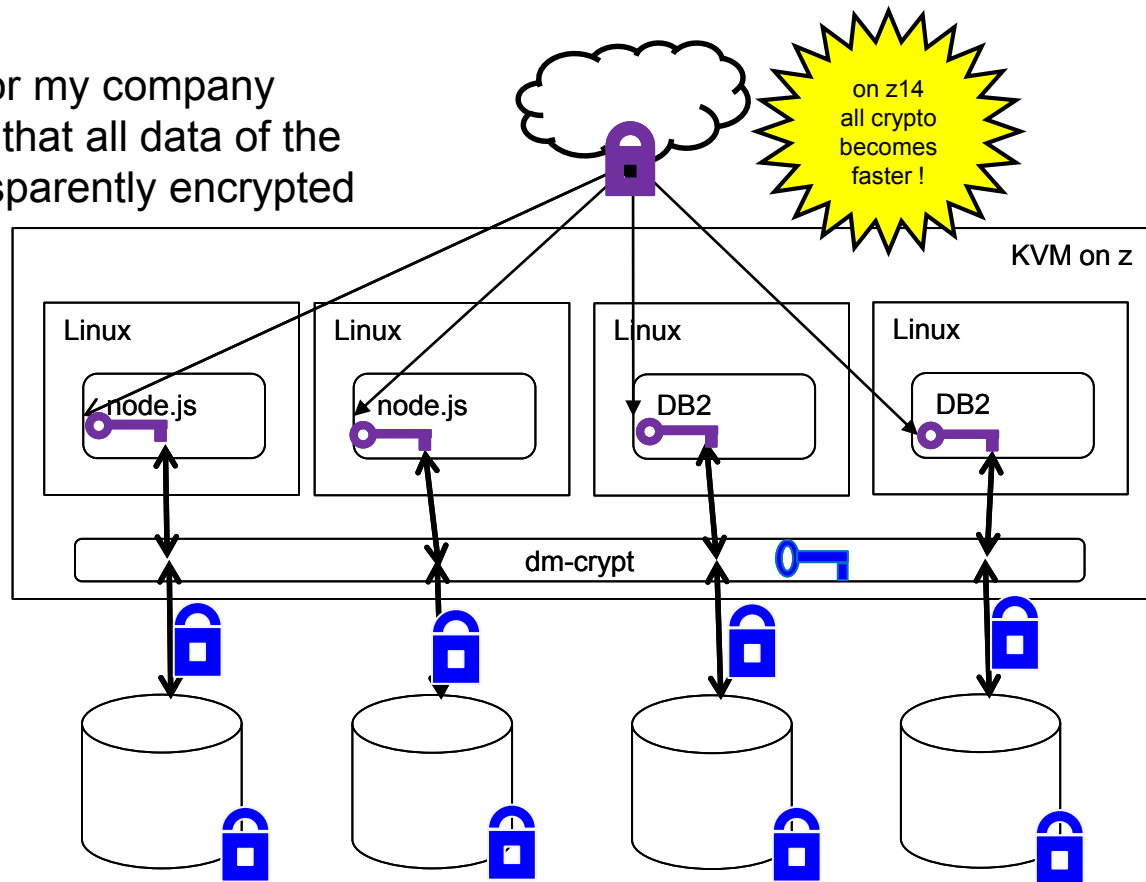 or my company
that all data of the
sparently encrypted
on z14
all crypto
becomes
faster !
KVM on z
Linux
Linux
Linux
Linux
node.js
node.js
DB2
DB2
dm-crypt